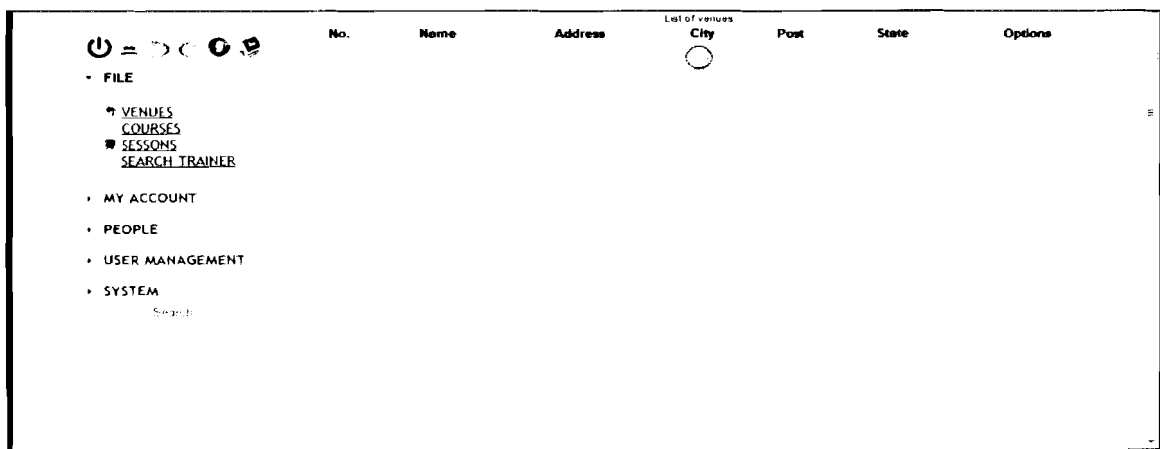 List of venues
No. Name Address City Post State Options
FILE
VENUES
COURSES
SESSONS
SEARCH TRAINER
MY ACCOUNT
PEOPLE
USER MANAGEMENT
SYSTEM
Search